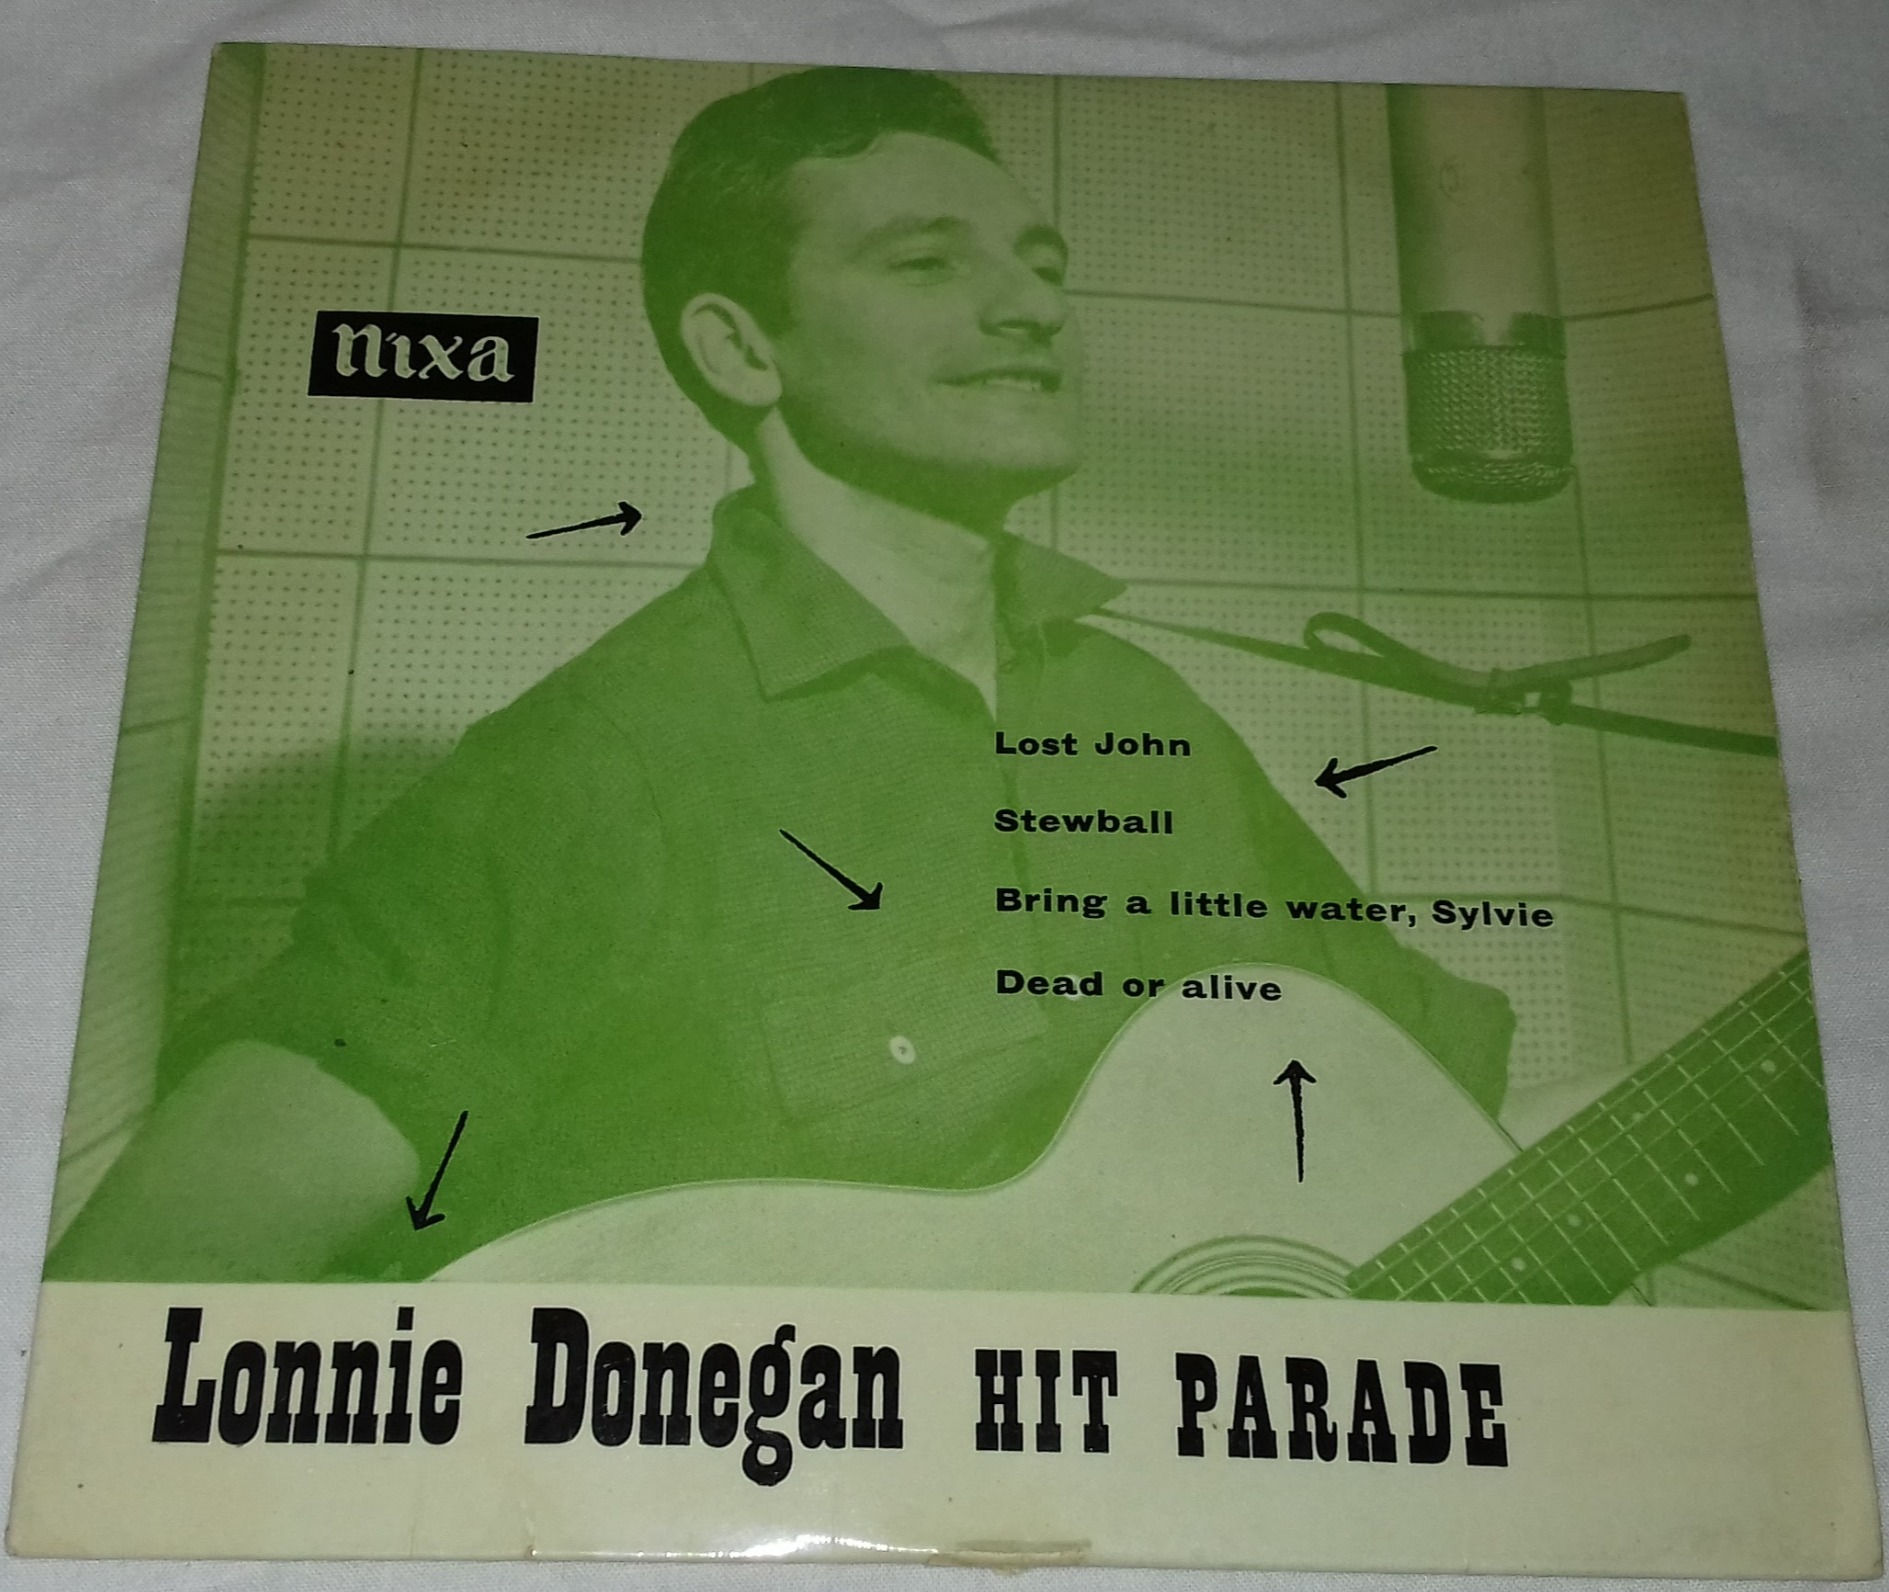 nixa
Lost John
Stewball
Bring a little water, Sylvie
Dead or alive
Lonnie Donegan HIT PARADE